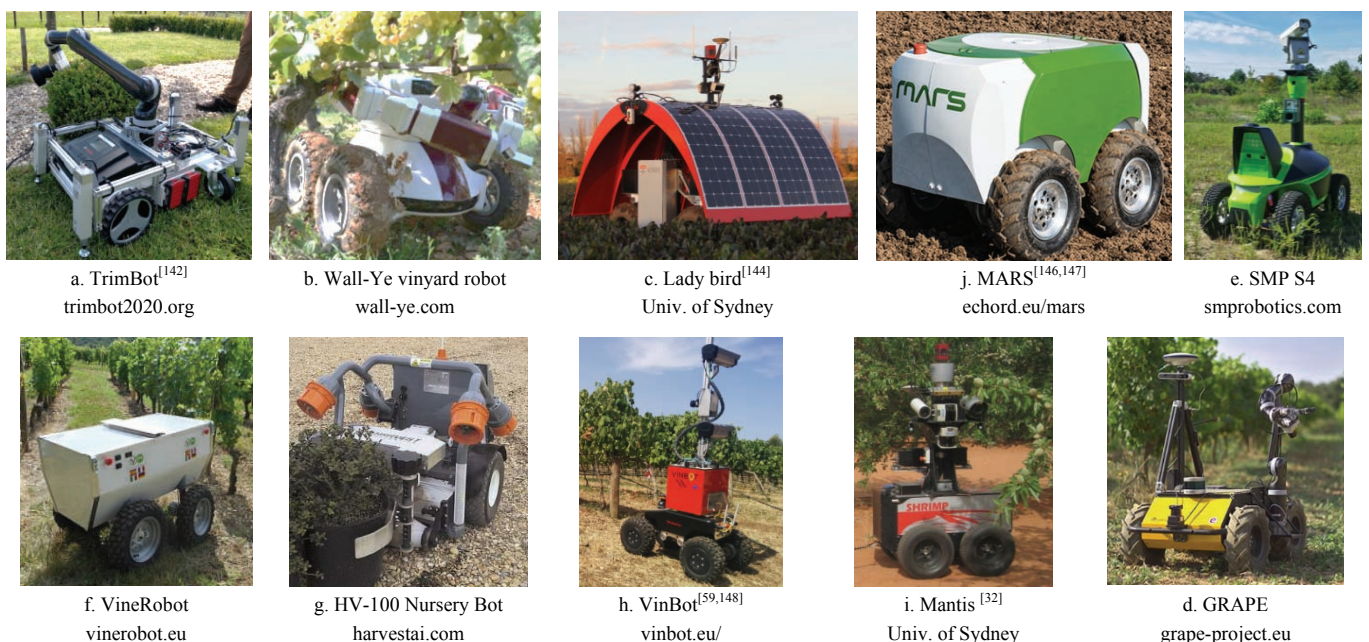 MARS
a. TrimBot[142]
trimbot2020.org
b. Wall-Ye vinyard robot
wall-ye.com
c. Lady bird[144]
Univ. of Sydney
j. MARS[146,147]
echord.eu/mars
e. SMP S4
smprobotics.com
VINBOT
SHRIMP
f. VineRobot
vinerobot.eu
g. HV-100 Nursery Bot
harvestai.com
h. VinBot[59,148]
vinbot.eu/
i. Mantis [32]
Univ. of Sydney
d. GRAPE
grape-project.eu